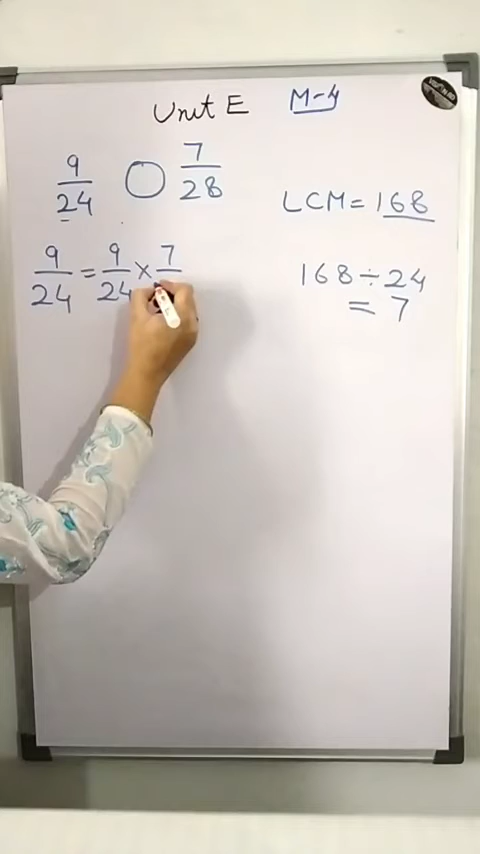 Unit E M-4
9/24 ○ 7/28
LCM = 168
9/24 = 9/24 × 7/
168 ÷ 24
= 7